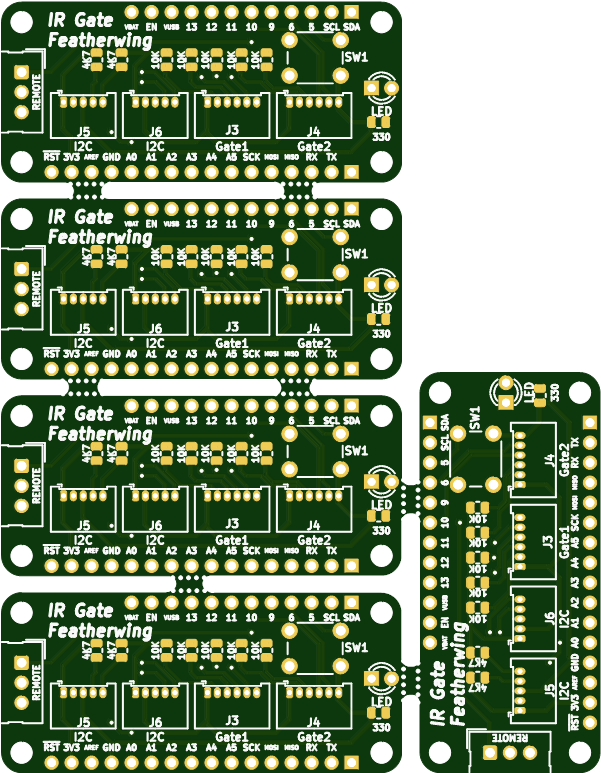 IR Gate
Featherwing
VBAT EN VUSB 13 12 11 10 9 6 5 SCL SDA
4K7 10K 10K 10K 10K
SW1
REMOTE
LED
330
J5 J6 J3 J4
I2C I2C Gate1 Gate2
RST 3V3 AREF GND A0 A1 A2 A3 A4 A5 SCK MOSI MISO RX TX
IR Gate
Featherwing
VBAT EN VUSB 13 12 11 10 9 6 5 SCL SDA
4K7 4K7 10K 10K 10K 10K
SW1
REMOTE
LED
330
J5 J6 J3 J4
I2C I2C Gate1 Gate2
RST 3V3 AREF GND A0 A1 A2 A3 A4 A5 SCK MOSI MISO RX TX
IR Gate
Featherwing
VBAT EN VUSB 13 12 11 10 9 6 5 SCL SDA
4K7 4K7 10K 10K 10K 10K
SW1
REMOTE
LED
330
J5 J6 J3 J4
I2C I2C Gate1 Gate2
RST 3V3 AREF GND A0 A1 A2 A3 A4 A5 SCK MOSI MISO RX TX
IR Gate
Featherwing
VBAT EN VUSB 13 12 11 10 9 6 5 SCL SDA
4K7 4K7 10K 10K 10K 10K
SW1
REMOTE
LED
330
J5 J6 J3 J4
I2C I2C Gate1 Gate2
RST 3V3 AREF GND A0 A1 A2 A3 A4 A5 SCK MOSI MISO RX TX
IR Gate
Featherwing
VBAT EN VUSB 13 12 11 10 9 6 5 SCL SDA
4K7 4K7 10K 10K 10K 10K
SW1
REMOTE
LED
330
J5 J6 J3 J4
I2C I2C Gate1 Gate2
RST 3V3 AREF GND A0 A1 A2 A3 A4 A5 SCK MOSI MISO RX TX